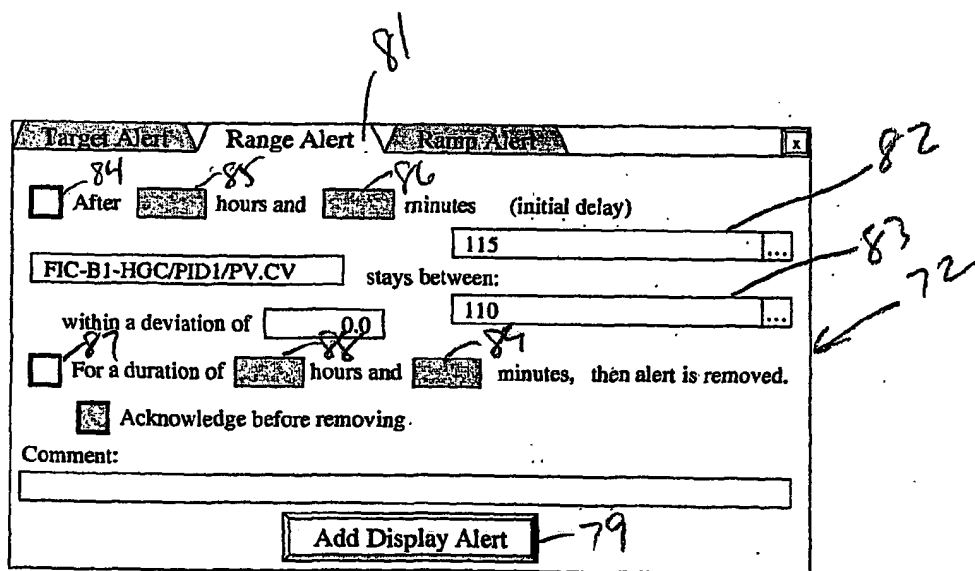 81
Target Alert Range Alert Ramp Alert x
84 85 86 82
After hours and minutes (initial delay)
115 ...
83
FIC-B1-HGC/PID1/PV.CV stays between:
72
110 ...
within a deviation of 0.0
87 88 89
For a duration of hours and minutes, then alert is removed.
Acknowledge before removing.
Comment:
Add Display Alert 79